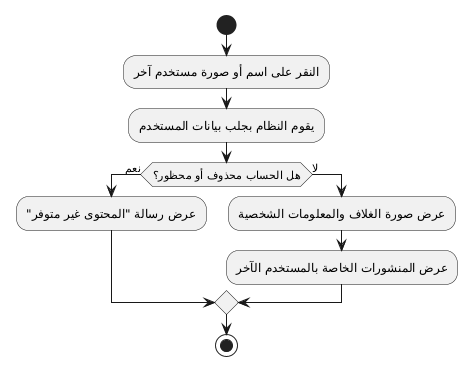 النقر على اسم أو صورة مستخدم آخر
يقوم النظام بجلب بيانات المستخدم
هل الحساب محذوف أو محظور؟
نعم
لا
عرض رسالة "المحتوى غير متوفر"
عرض صورة الغلاف والمعلومات الشخصية
عرض المنشورات الخاصة بالمستخدم الآخر